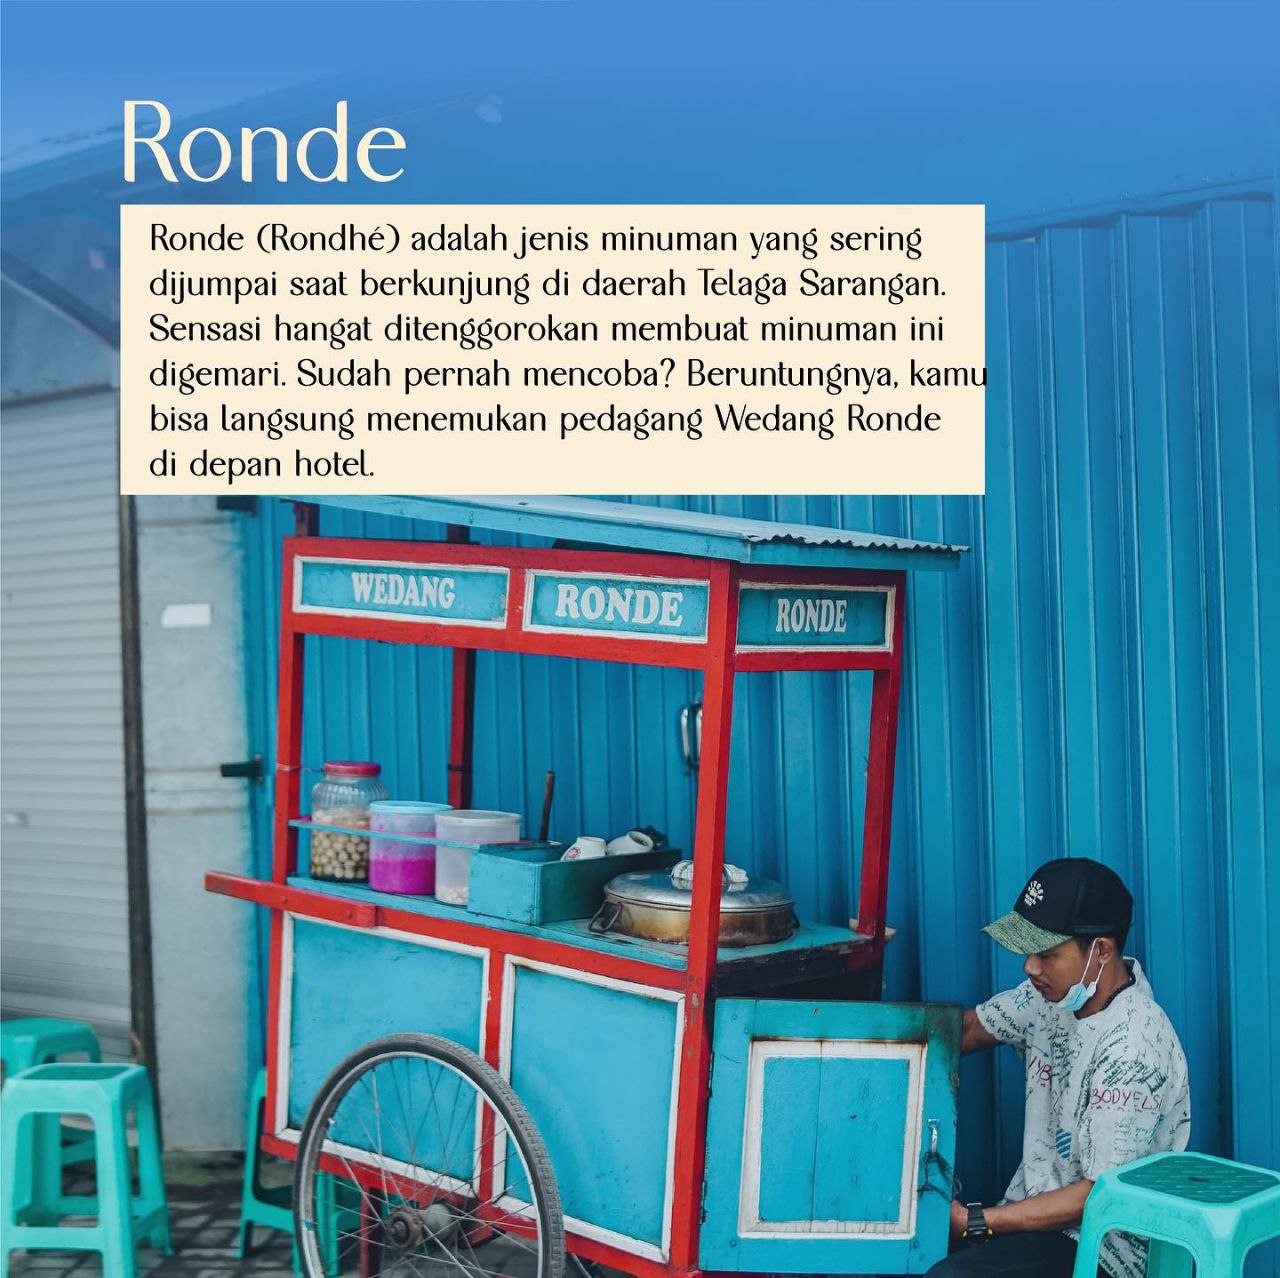 Ronde
Ronde (Rondhé) adalah jenis minuman yang sering
dijumpai saat berkunjung di daerah Telaga Sarangan.
Sensasi hangat ditenggorokan membuat minuman ini
digemari. Sudah pernah mencoba? Beruntungnya, kamu
bisa langsung menemukan pedagang Wedang Ronde
di depan hotel.
WEDANG
RONDE
RONDE